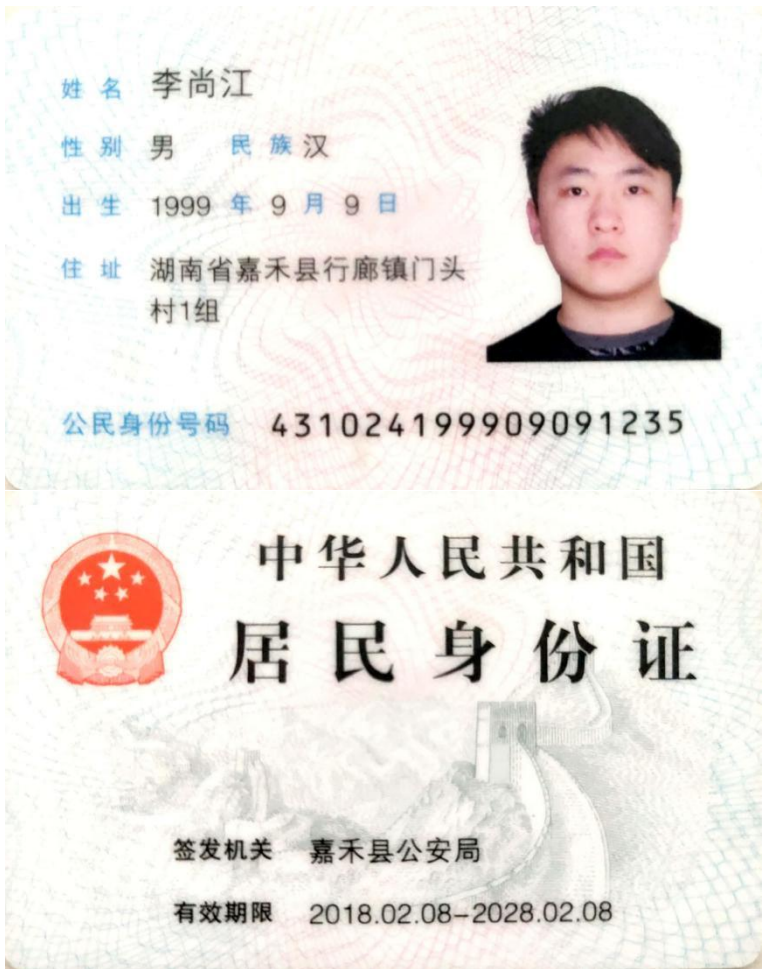 姓名 李尚江
性别 男 民族 汉
出生 1999 年 9 月 9 日
住址 湖南省嘉禾县行廊镇门头
村1组
公民身份号码 431024199909091235
中华人民共和国
居民身份证
签发机关 嘉禾县公安局
有效期限 2018.02.08-2028.02.08